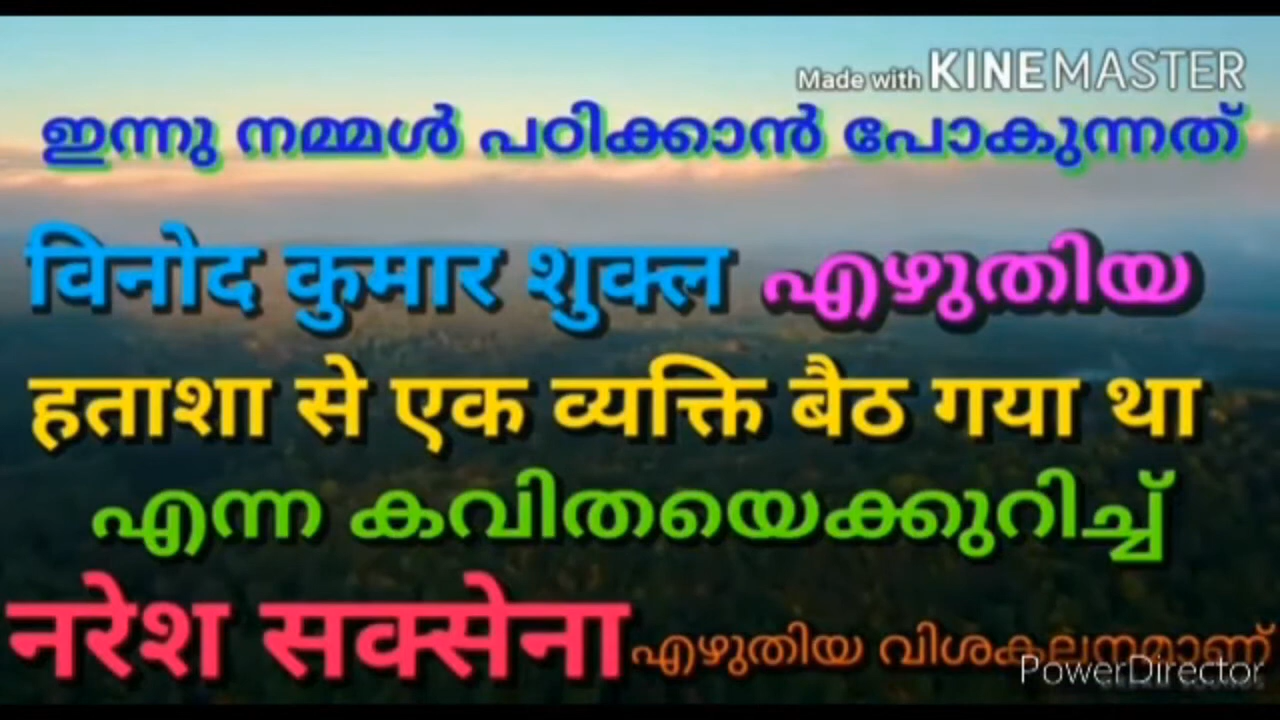 Made with KINEMASTER
ഇന്നു നമ്മൾ പഠിക്കാൻ പോകുന്നത്
विनोद कुमार शुक्ल എഴുതിയ
हताशा से एक व्यक्ति बैठ गया था
എന്ന കവിതയെക്കുറിച്ച്
नरेश सक्सेना എഴുതിയ വിശകലനമാണ്
PowerDirector